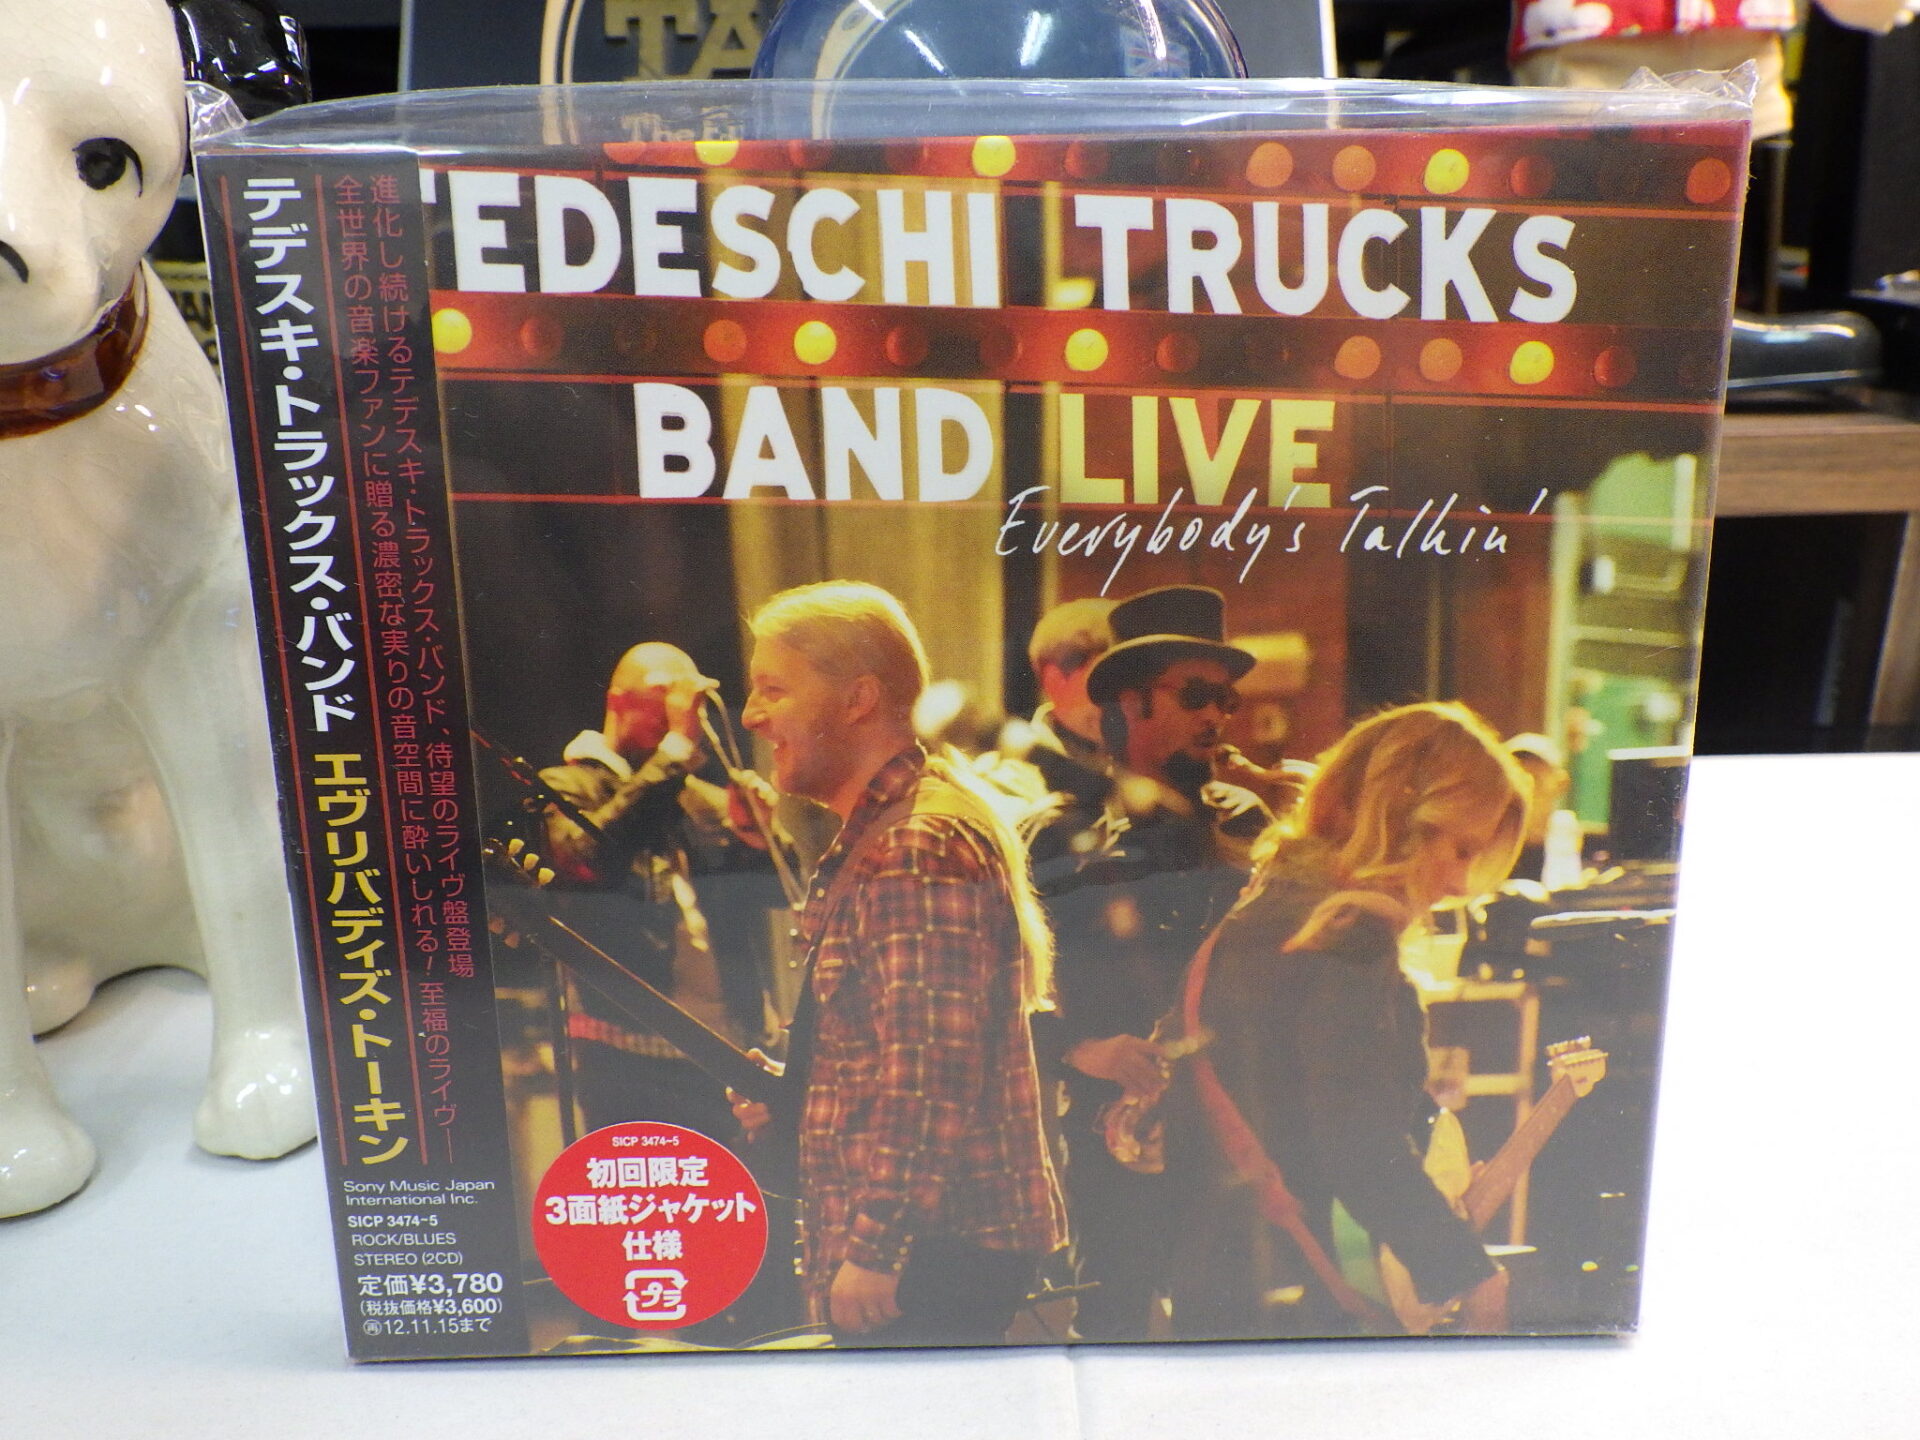 TA
TEDESCHI TRUCKS
BAND LIVE
Everybody's Talkin'
テデスキ・トラックス・バンド エヴリバディズ・トーキン
進化し続けるテデスキ・トラックス・バンド、待望のライヴ盤登場
全世界の音楽ファンに贈る濃密な実りの音空間に酔いしれる！至福のライヴ——
Sony Music Japan
International Inc.
SICP 3474~5
ROCK/BLUES
STEREO (2CD)
定価¥3,780
(税抜価格¥3,600)
再12.11.15まで
SICP 3474~5
初回限定
3面紙ジャケット
仕様
プラ